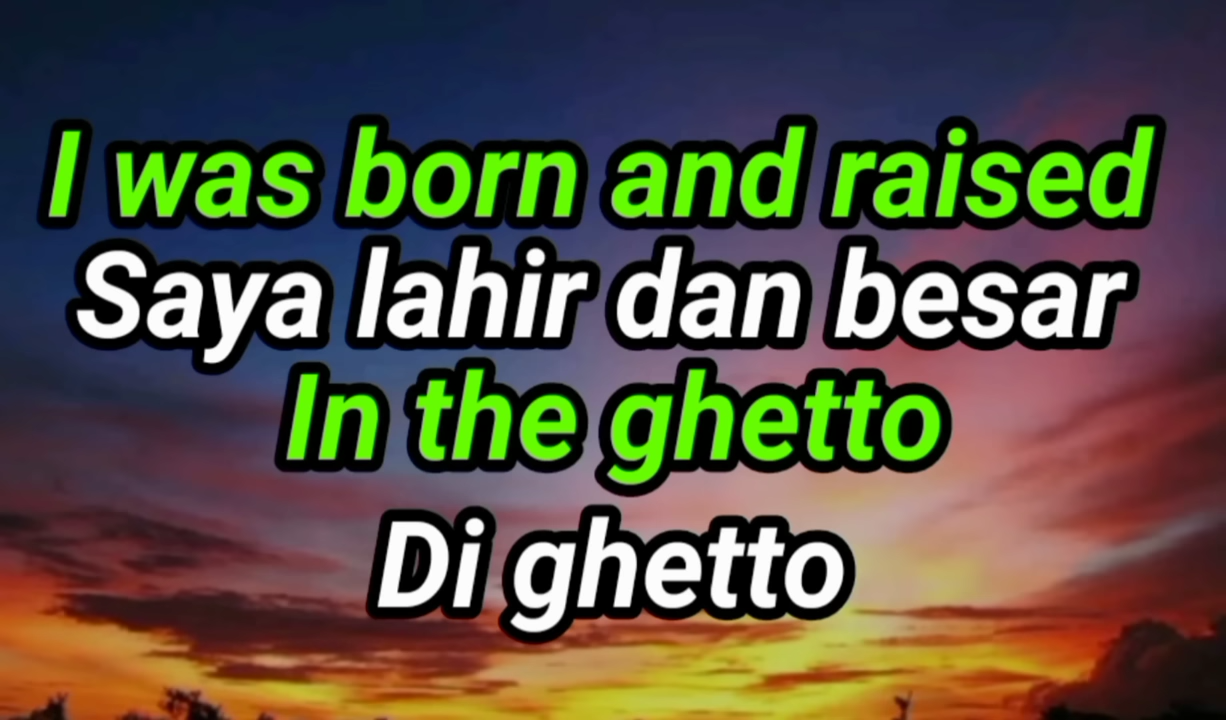 I was born and raised
Saya lahir dan besar
In the ghetto
Di ghetto